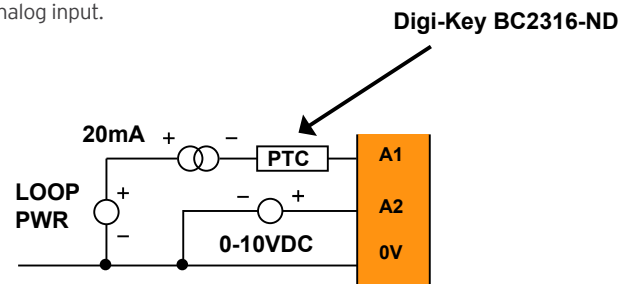 nalog input.
Digi-Key BC2316-ND
20mA + −
PTC
A1
LOOP
PWR
+
−
− +
A2
0-10VDC
0V